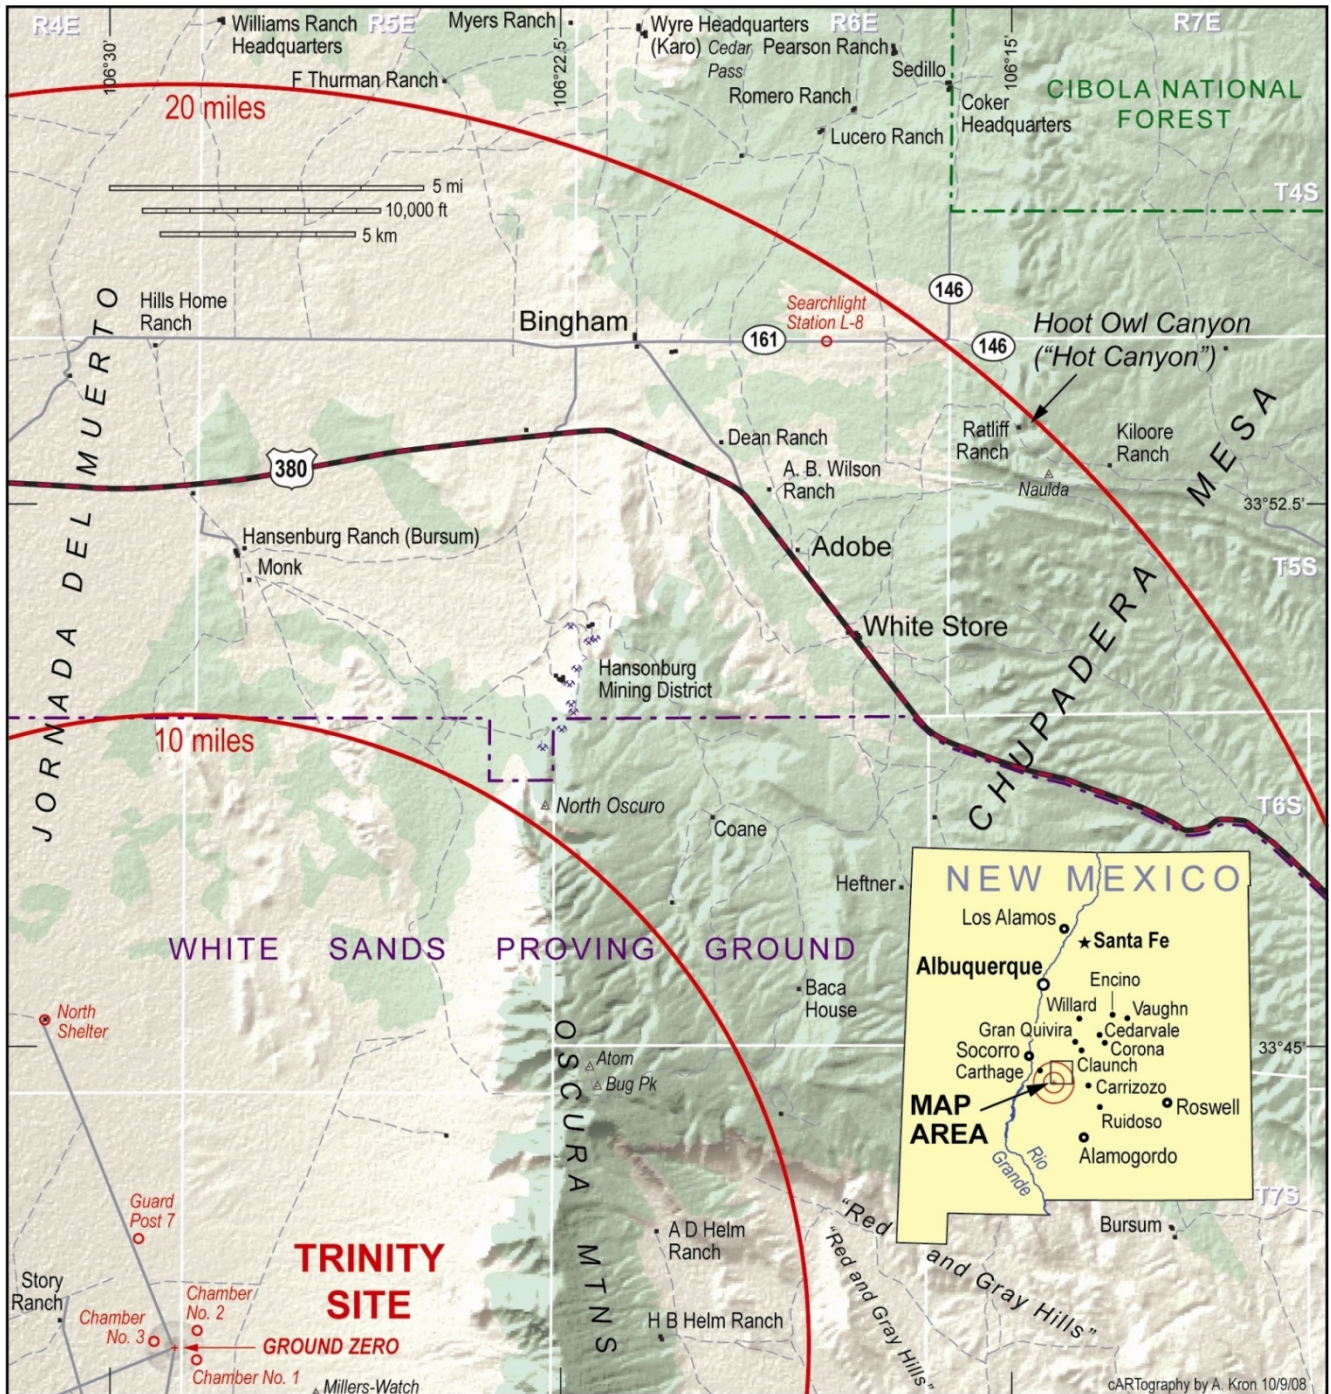 R4E
R5E
R6E
R7E
106°30'
106°22.5'
106°15'
Williams Ranch
Headquarters
Myers Ranch
Wyre Headquarters
(Karo)
Cedar
Pass
Pearson Ranch
Sedillo
F Thurman Ranch
Romero Ranch
Lucero Ranch
Coker
Headquarters
CIBOLA NATIONAL
FOREST
20 miles
5 mi
10,000 ft
5 km
T4S
Hills Home
Ranch
Bingham
161
Searchlight
Station L-8
146
146
Hoot Owl Canyon
("Hot Canyon")
JORNADA DEL MUERTO
380
Dean Ranch
A. B. Wilson
Ranch
Ratliff
Ranch
Kiloore
Ranch
Naulda
CHUPADERA MESA
33°52.5'
Hansenburg Ranch (Bursum)
Monk
Adobe
T5S
White Store
Hansonburg
Mining District
10 miles
North Oscuro
Coane
T6S
Heftner
WHITE SANDS PROVING GROUND
Baca
House
North
Shelter
OSCURA MTNS
Atom
Bug Pk
33°45'
NEW MEXICO
Los Alamos
Santa Fe
Albuquerque
Encino
Willard
Vaughn
Gran Quivira
Cedarvale
Socorro
Corona
Carthage
Claunch
Carrizozo
MAP
AREA
Roswell
Ruidoso
Alamogordo
Rio
Grande
T7S
Bursum
Guard
Post 7
TRINITY
SITE
A D Helm
Ranch
"Red and Gray Hills"
"Red and Gray Hills"
Story
Ranch
Chamber
No. 2
Chamber
No. 3
GROUND ZERO
Chamber No. 1
H B Helm Ranch
Millers-Watch
cARTography by A. Kron 10/9/08